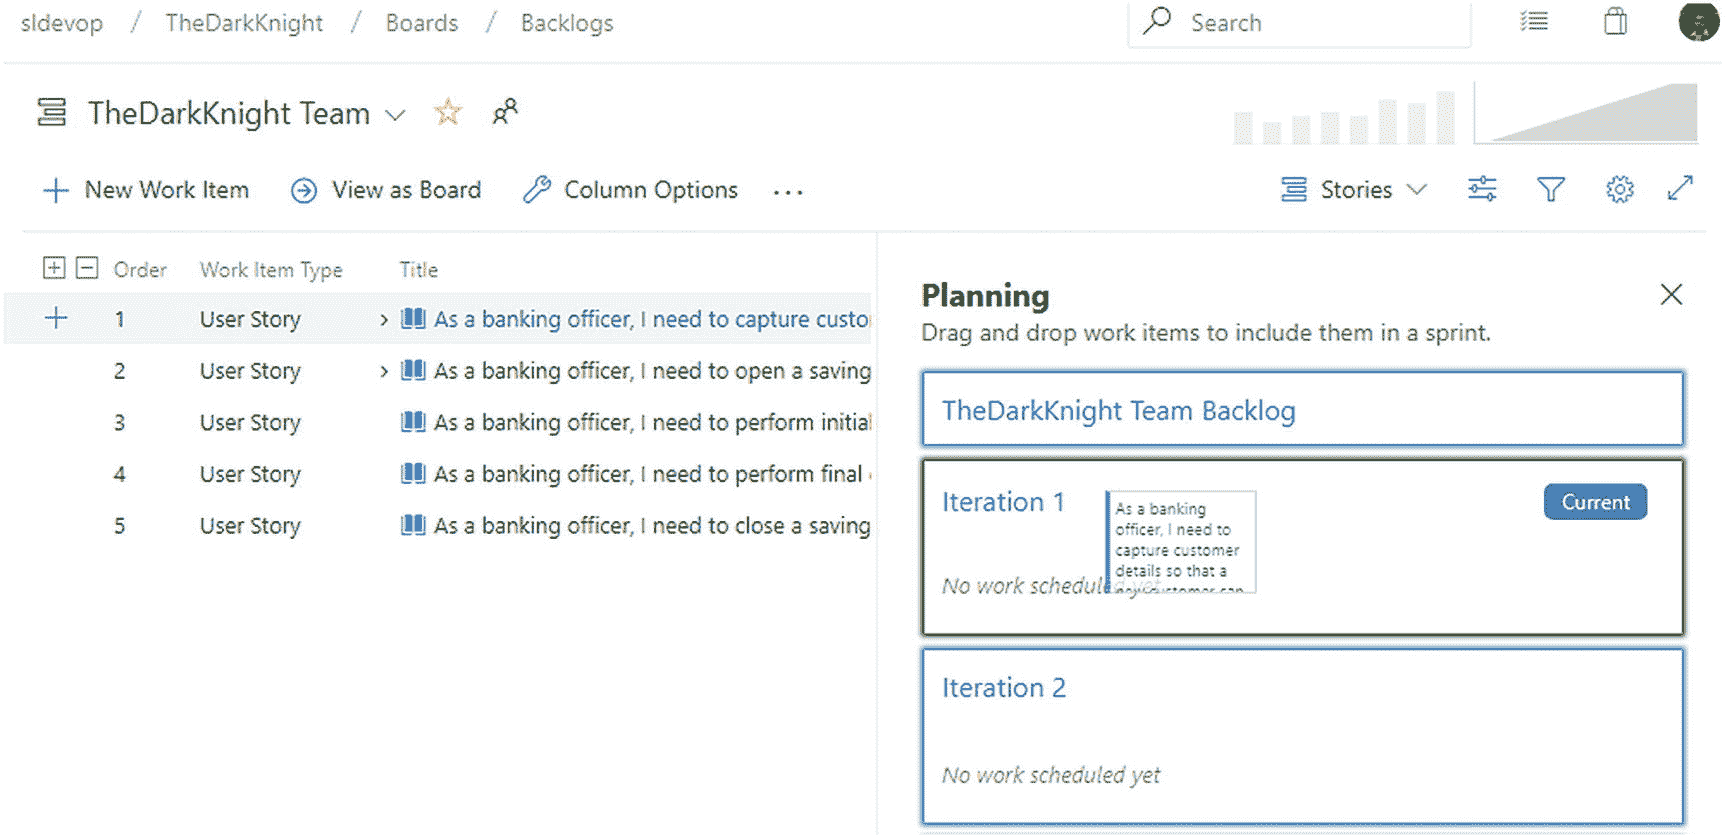 sldevop / TheDarkKnight / Boards / Backlogs
Search
TheDarkKnight Team
New Work Item
View as Board
Column Options
...
Stories
Order Work Item Type Title
1 User Story As a banking officer, I need to capture custo
2 User Story As a banking officer, I need to open a saving
3 User Story As a banking officer, I need to perform initial
4 User Story As a banking officer, I need to perform final
5 User Story As a banking officer, I need to close a saving
Planning
Drag and drop work items to include them in a sprint.
TheDarkKnight Team Backlog
Iteration 1
Current
As a banking
officer, I need to
capture customer
details so that a
new customer can
No work scheduled yet
Iteration 2
No work scheduled yet